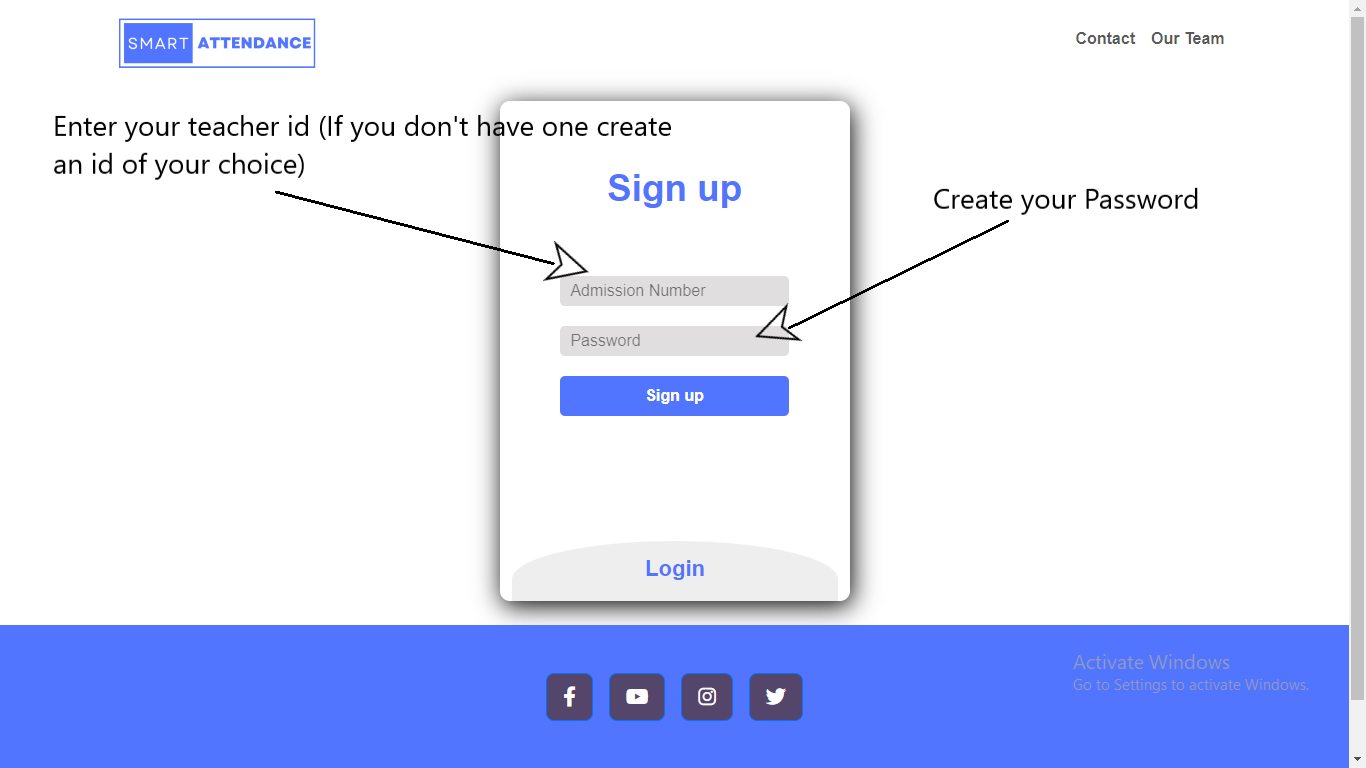 SMART ATTENDANCE
Contact Our Team
Enter your teacher id (If you don't have one create
an id of your choice)
Sign up
Create your Password
Admission Number
Password
Sign up
Login
Activate Windows
Go to Settings to activate Windows.